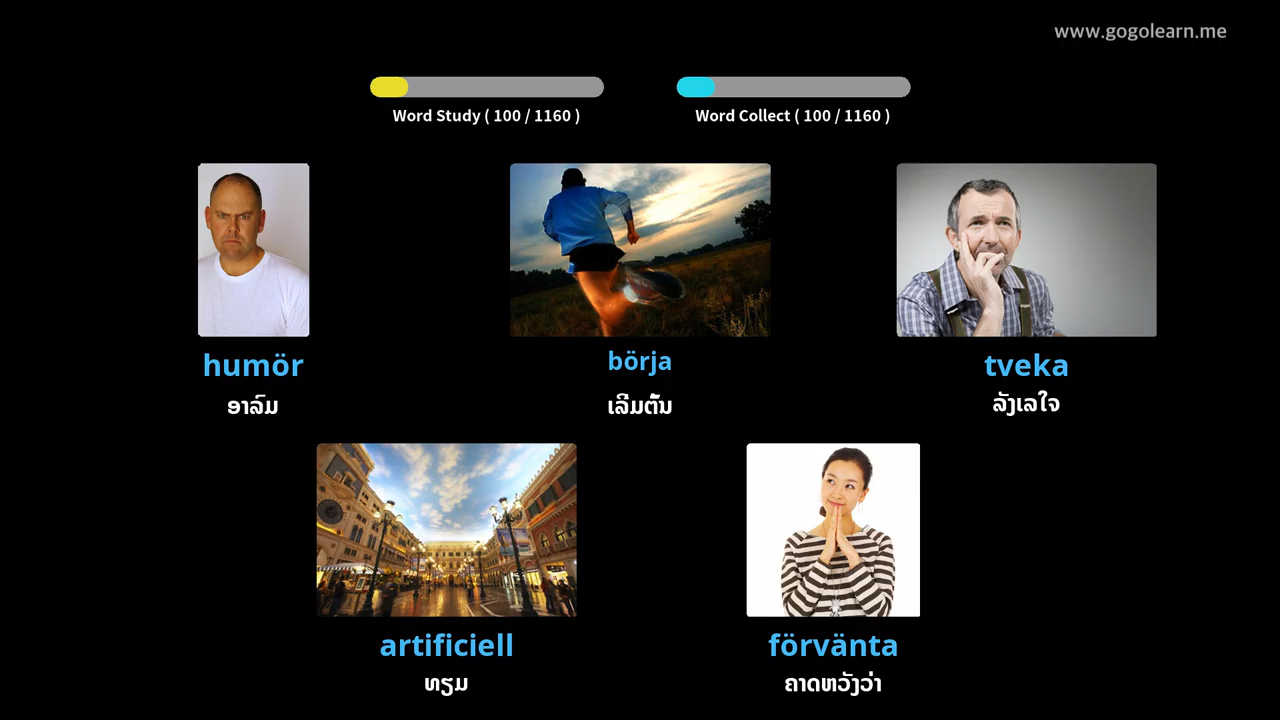 www.gogolearn.me
Word Study ( 100 / 1160 )
Word Collect ( 100 / 1160 )
humör
börja
tveka
ອາລົມ
ເລີມຕົ້ນ
ລັງເລໃຈ
artificiell
förvänta
ທຽມ
ຄາດຫວັງວ່າ